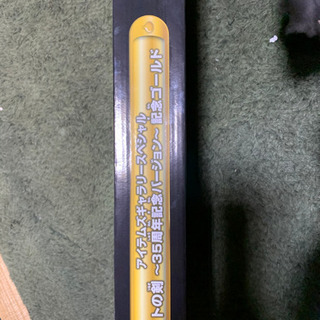 アイテムズギャラリースペシャル
トの剣 ～35周年記念バージョン～ 記念ゴールド